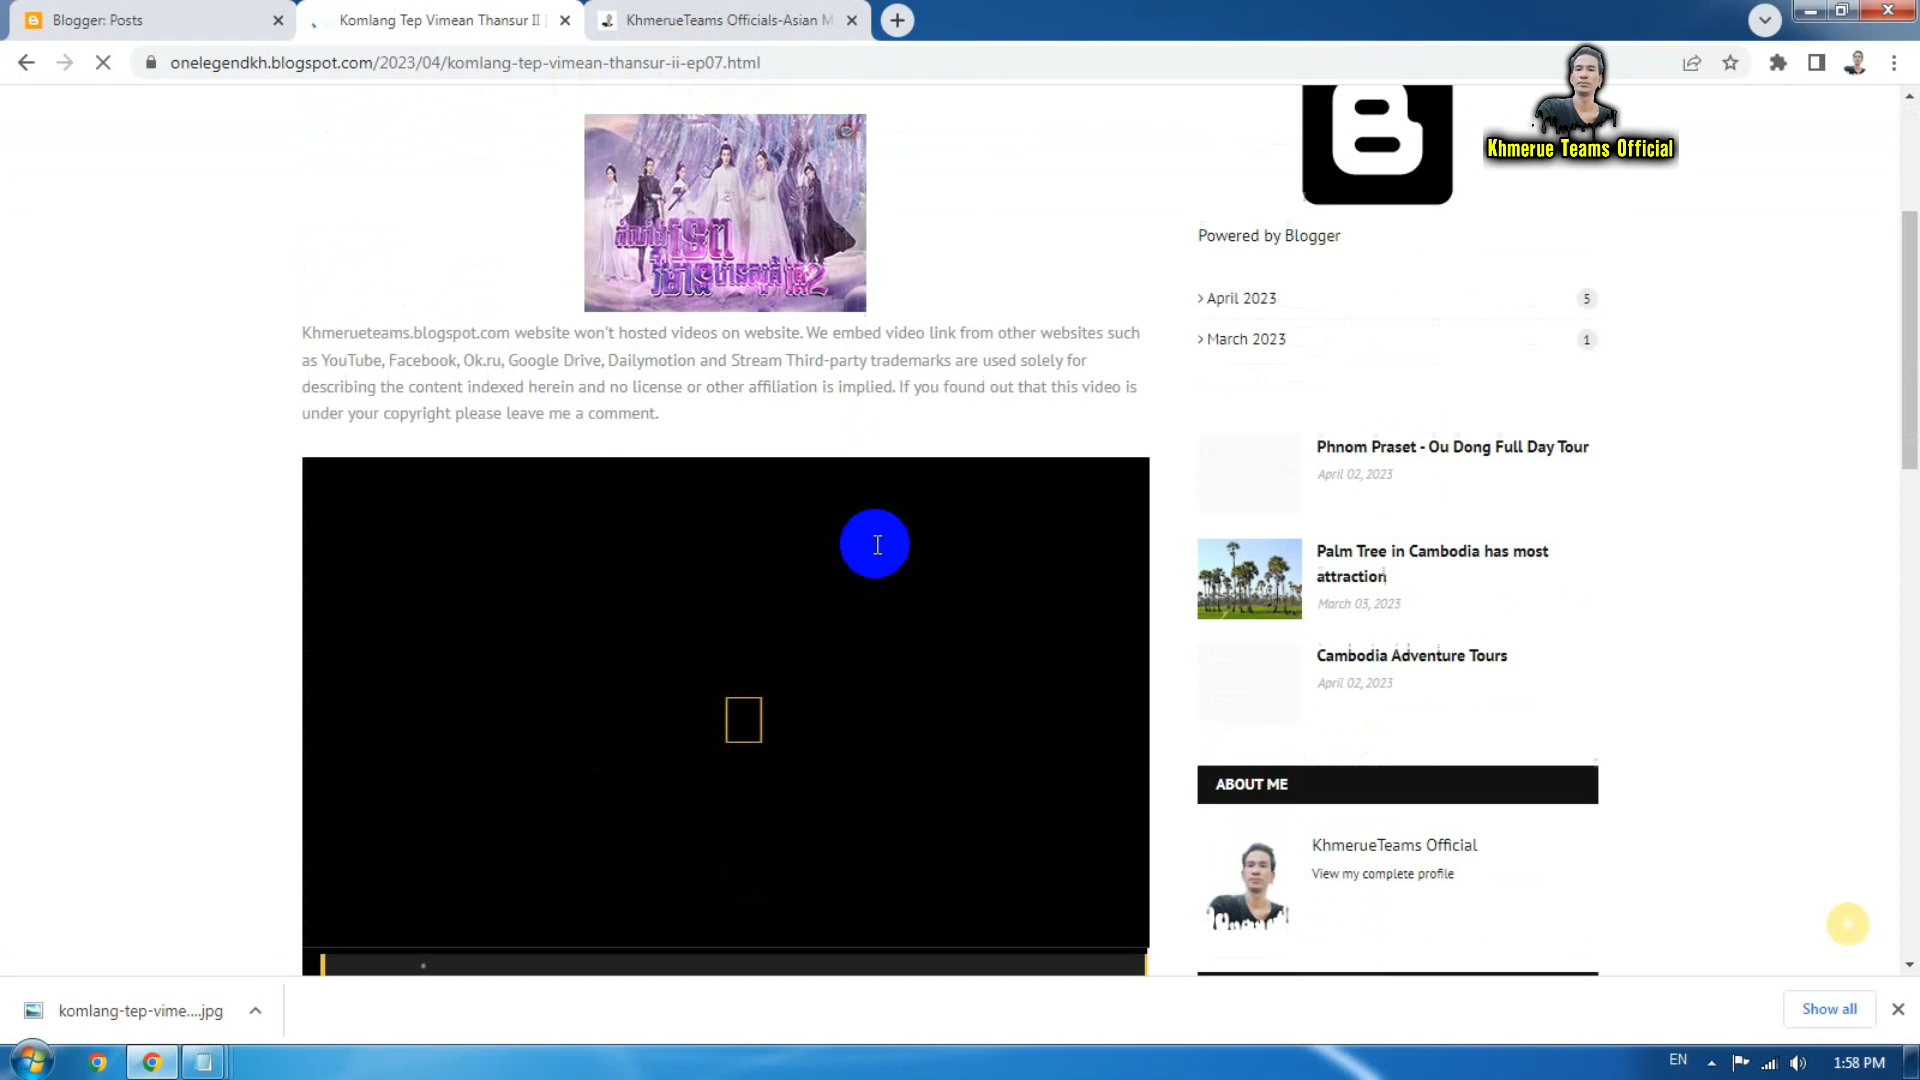 Blogger: Posts
Komlang Tep Vimean Thansur II
KhmerueTeams Officials-Asian M
onelegendkh.blogspot.com/2023/04/komlang-tep-vimean-thansur-ii-ep07.html
Khmerue Teams Official
Khmerueteams.blogspot.com website won't hosted videos on website. We embed video link from other websites such
as YouTube, Facebook, Ok.ru, Google Drive, Dailymotion and Stream Third-party trademarks are used solely for
describing the content indexed herein and no license or other affiliation is implied. If you found out that this video is
under your copyright please leave me a comment.
Powered by Blogger
April 2023 5
March 2023 1
Phnom Praset - Ou Dong Full Day Tour
April 02, 2023
Palm Tree in Cambodia has most
attraction
March 03, 2023
Cambodia Adventure Tours
April 02, 2023
ABOUT ME
KhmerueTeams Official
View my complete profile
komlang-tep-vime....jpg
Show all
EN
1:58 PM